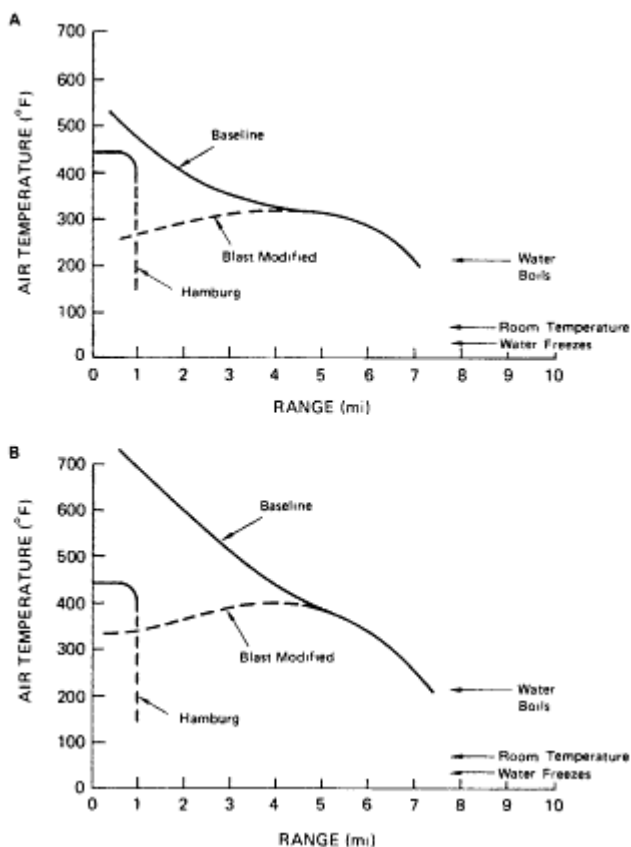 A
700
600
500
400
300
200
100
0
AIR TEMPERATURE (°F)
Baseline
Blast Modified
Hamburg
Water
Boils
Room Temperature
Water Freezes
0 1 2 3 4 5 6 7 8 9 10
RANGE (mi)
B
700
600
500
400
300
200
100
0
AIR TEMPERATURE (°F)
Baseline
Blast Modified
Hamburg
Water
Boils
Room Temperature
Water Freezes
0 1 2 3 4 5 6 7 8 9 10
RANGE (mi)